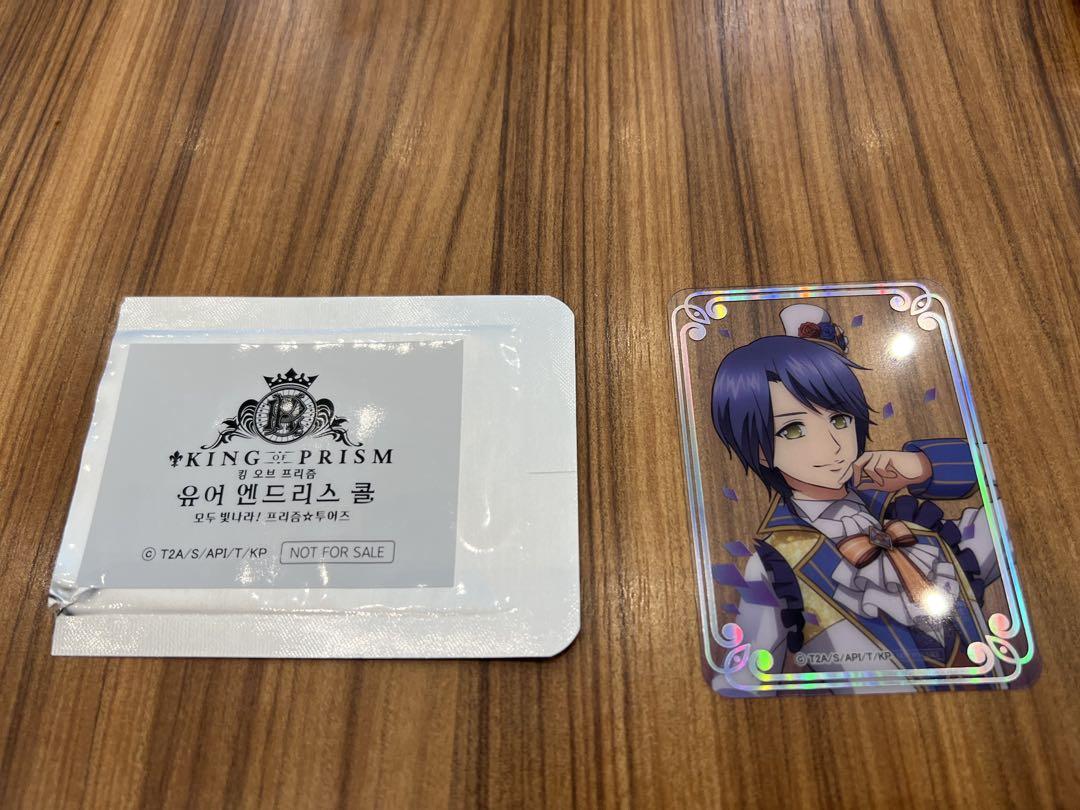 KING OF PRISM
킹 오브 프리즘
유어 엔드리스 콜
모두 빛나라! 프리즘☆투어즈
© T2A/S/API/T/KP NOT FOR SALE
© T2A/S/API/T/KP